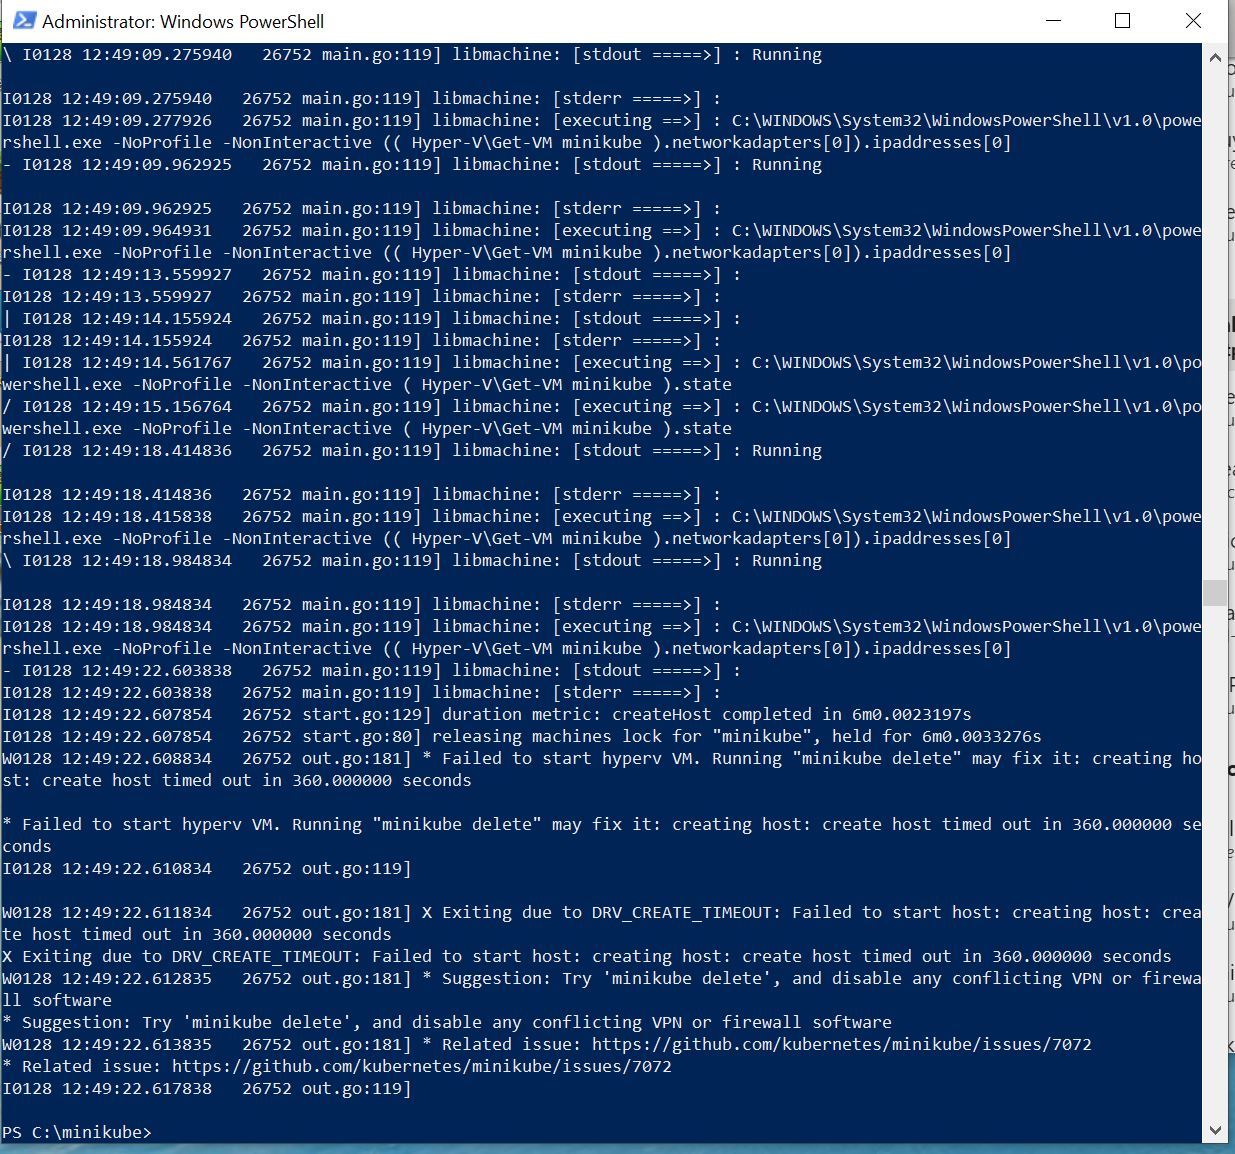 Administrator: Windows PowerShell
\ I0128 12:49:09.275940   26752 main.go:119] libmachine: [stdout =====>] : Running
I0128 12:49:09.275940   26752 main.go:119] libmachine: [stderr =====>] :
I0128 12:49:09.277926   26752 main.go:119] libmachine: [executing ==>] : C:\WINDOWS\System32\WindowsPowerShell\v1.0\powe
rshell.exe -NoProfile -NonInteractive (( Hyper-V\Get-VM minikube ).networkadapters[0]).ipaddresses[0]
- I0128 12:49:09.962925   26752 main.go:119] libmachine: [stdout =====>] : Running
I0128 12:49:09.962925   26752 main.go:119] libmachine: [stderr =====>] :
I0128 12:49:09.964931   26752 main.go:119] libmachine: [executing ==>] : C:\WINDOWS\System32\WindowsPowerShell\v1.0\powe
rshell.exe -NoProfile -NonInteractive (( Hyper-V\Get-VM minikube ).networkadapters[0]).ipaddresses[0]
- I0128 12:49:13.559927   26752 main.go:119] libmachine: [stdout =====>] :
I0128 12:49:13.559927   26752 main.go:119] libmachine: [stderr =====>] :
| I0128 12:49:14.155924   26752 main.go:119] libmachine: [stdout =====>] :
I0128 12:49:14.155924   26752 main.go:119] libmachine: [stderr =====>] :
| I0128 12:49:14.561767   26752 main.go:119] libmachine: [executing ==>] : C:\WINDOWS\System32\WindowsPowerShell\v1.0\po
wershell.exe -NoProfile -NonInteractive ( Hyper-V\Get-VM minikube ).state
/ I0128 12:49:15.156764   26752 main.go:119] libmachine: [executing ==>] : C:\WINDOWS\System32\WindowsPowerShell\v1.0\po
wershell.exe -NoProfile -NonInteractive ( Hyper-V\Get-VM minikube ).state
/ I0128 12:49:18.414836   26752 main.go:119] libmachine: [stdout =====>] : Running
I0128 12:49:18.414836   26752 main.go:119] libmachine: [stderr =====>] :
I0128 12:49:18.415838   26752 main.go:119] libmachine: [executing ==>] : C:\WINDOWS\System32\WindowsPowerShell\v1.0\powe
rshell.exe -NoProfile -NonInteractive (( Hyper-V\Get-VM minikube ).networkadapters[0]).ipaddresses[0]
\ I0128 12:49:18.984834   26752 main.go:119] libmachine: [stdout =====>] : Running
I0128 12:49:18.984834   26752 main.go:119] libmachine: [stderr =====>] :
I0128 12:49:18.984834   26752 main.go:119] libmachine: [executing ==>] : C:\WINDOWS\System32\WindowsPowerShell\v1.0\powe
rshell.exe -NoProfile -NonInteractive (( Hyper-V\Get-VM minikube ).networkadapters[0]).ipaddresses[0]
- I0128 12:49:22.603838   26752 main.go:119] libmachine: [stdout =====>] :
I0128 12:49:22.603838   26752 main.go:119] libmachine: [stderr =====>] :
I0128 12:49:22.607854   26752 start.go:129] duration metric: createHost completed in 6m0.0023197s
I0128 12:49:22.607854   26752 start.go:80] releasing machines lock for "minikube", held for 6m0.0033276s
W0128 12:49:22.608834   26752 out.go:181] * Failed to start hyperv VM. Running "minikube delete" may fix it: creating ho
st: create host timed out in 360.000000 seconds
* Failed to start hyperv VM. Running "minikube delete" may fix it: creating host: create host timed out in 360.000000 se
conds
I0128 12:49:22.610834   26752 out.go:119]
W0128 12:49:22.611834   26752 out.go:181] X Exiting due to DRV_CREATE_TIMEOUT: Failed to start host: creating host: crea
te host timed out in 360.000000 seconds
X Exiting due to DRV_CREATE_TIMEOUT: Failed to start host: creating host: create host timed out in 360.000000 seconds
W0128 12:49:22.612835   26752 out.go:181] * Suggestion: Try 'minikube delete', and disable any conflicting VPN or firewa
ll software
* Suggestion: Try 'minikube delete', and disable any conflicting VPN or firewall software
W0128 12:49:22.613835   26752 out.go:181] * Related issue: https://github.com/kubernetes/minikube/issues/7072
* Related issue: https://github.com/kubernetes/minikube/issues/7072
I0128 12:49:22.617838   26752 out.go:119]
PS C:\minikube>